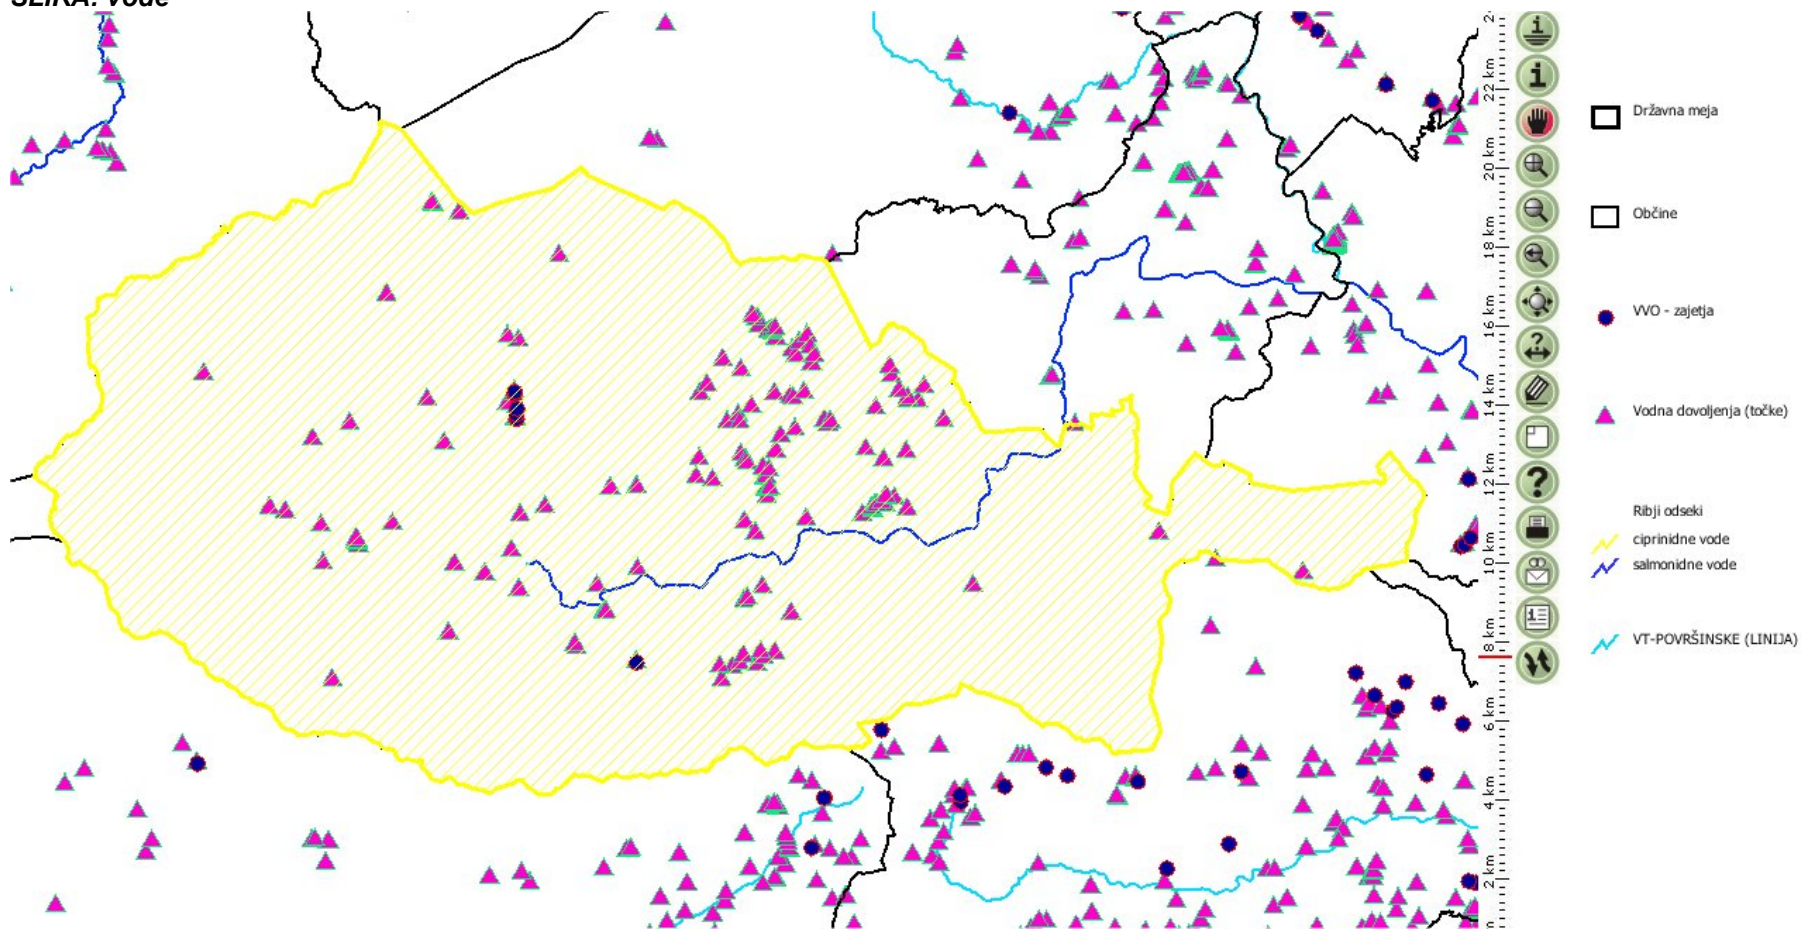 SLIKA: Vode
22 km
20 km
18 km
16 km
14 km
12 km
10 km
8 km
6 km
4 km
2 km
Državna meja
Občine
VVO - zajetja
Vodna dovoljenja (točke)
Ribji odseki
ciprinidne vode
salmonidne vode
VT-POVRŠINSKE (LINIJA)